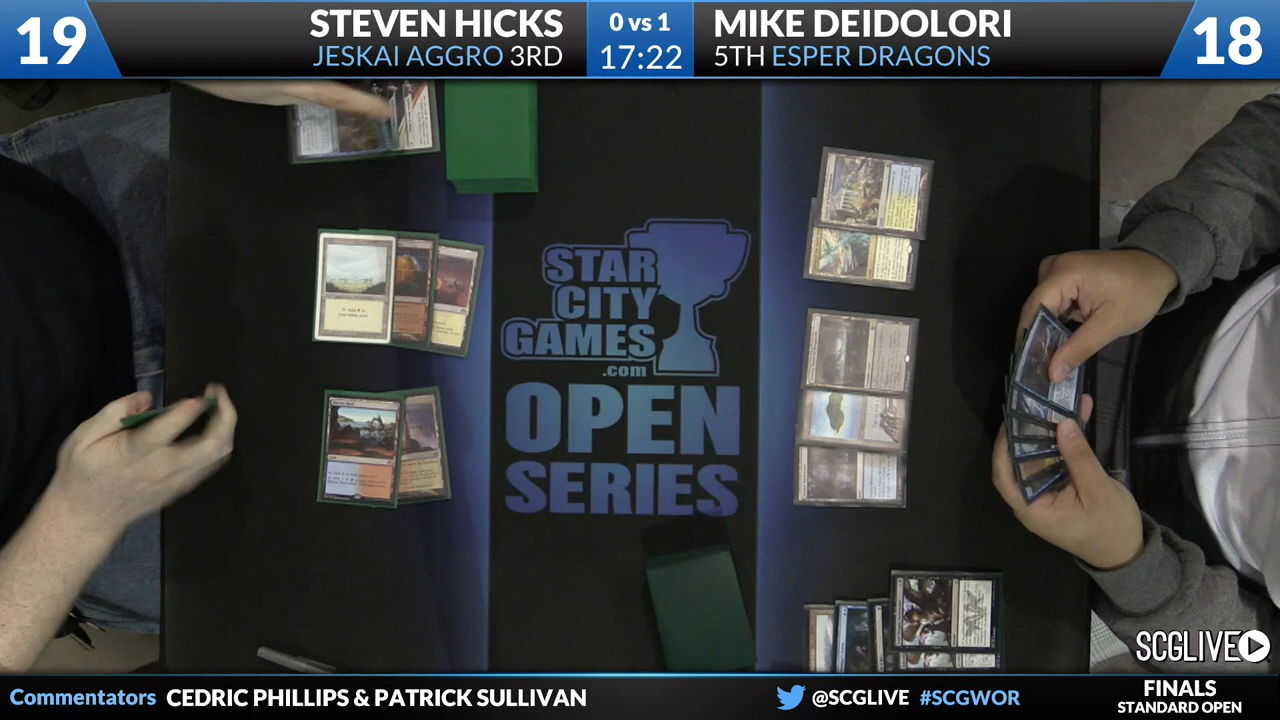 19
STEVEN HICKS
JESKAI AGGRO 3RD
0 vs 1
17:22
MIKE DEIDOLORI
5TH ESPER DRAGONS
18
STAR
CITY
GAMES
.com
OPEN
SERIES
SCGLIVE
Commentators CEDRIC PHILLIPS & PATRICK SULLIVAN
@SCGLIVE #SCGWOR
FINALS
STANDARD OPEN